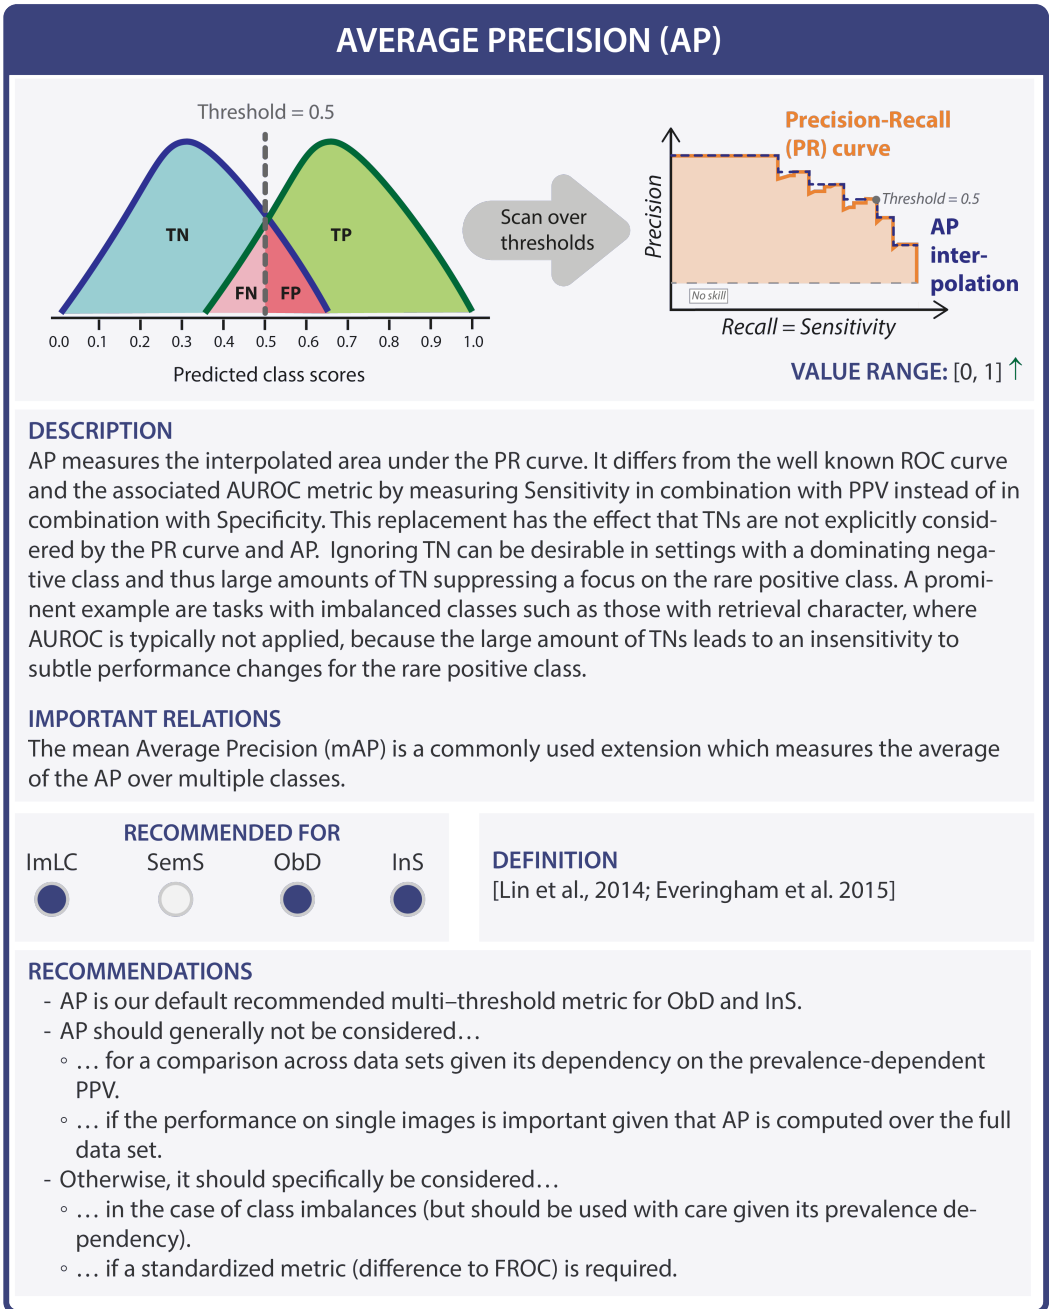 AVERAGE PRECISION (AP)
Threshold = 0.5
TN
TP
FN
FP
0.0 0.1 0.2 0.3 0.4 0.5 0.6 0.7 0.8 0.9 1.0
Predicted class scores
Scan over
thresholds
Precision-Recall
(PR) curve
Precision
Threshold = 0.5
AP
inter-
polation
No skill
Recall = Sensitivity
VALUE RANGE: [0, 1] ↑
DESCRIPTION
AP measures the interpolated area under the PR curve. It differs from the well known ROC curve
and the associated AUROC metric by measuring Sensitivity in combination with PPV instead of in
combination with Specificity. This replacement has the effect that TNs are not explicitly consid-
ered by the PR curve and AP.  Ignoring TN can be desirable in settings with a dominating nega-
tive class and thus large amounts of TN suppressing a focus on the rare positive class. A promi-
nent example are tasks with imbalanced classes such as those with retrieval character, where
AUROC is typically not applied, because the large amount of TNs leads to an insensitivity to
subtle performance changes for the rare positive class.
IMPORTANT RELATIONS
The mean Average Precision (mAP) is a commonly used extension which measures the average
of the AP over multiple classes.
RECOMMENDED FOR
ImLC SemS ObD InS
DEFINITION
[Lin et al., 2014; Everingham et al. 2015]
RECOMMENDATIONS
- AP is our default recommended multi–threshold metric for ObD and InS.
- AP should generally not be considered…
◦ … for a comparison across data sets given its dependency on the prevalence-dependent
PPV.
◦ … if the performance on single images is important given that AP is computed over the full
data set.
- Otherwise, it should specifically be considered…
◦ … in the case of class imbalances (but should be used with care given its prevalence de-
pendency).
◦ … if a standardized metric (difference to FROC) is required.